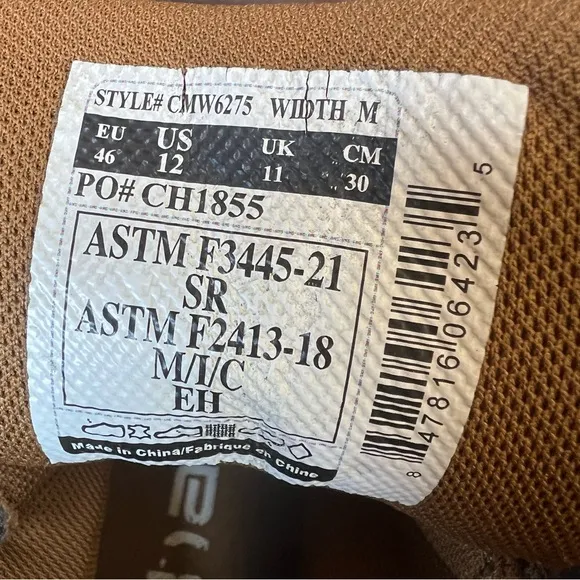 STYLE# CMW6275 WIDTH M
EU US UK CM
46 12 11 30
PO# CH1855
ASTM F3445-21
SR
ASTM F2413-18
M/I/C
EH
Made in China/Fabriqué en Chine
8 47816 06423 5